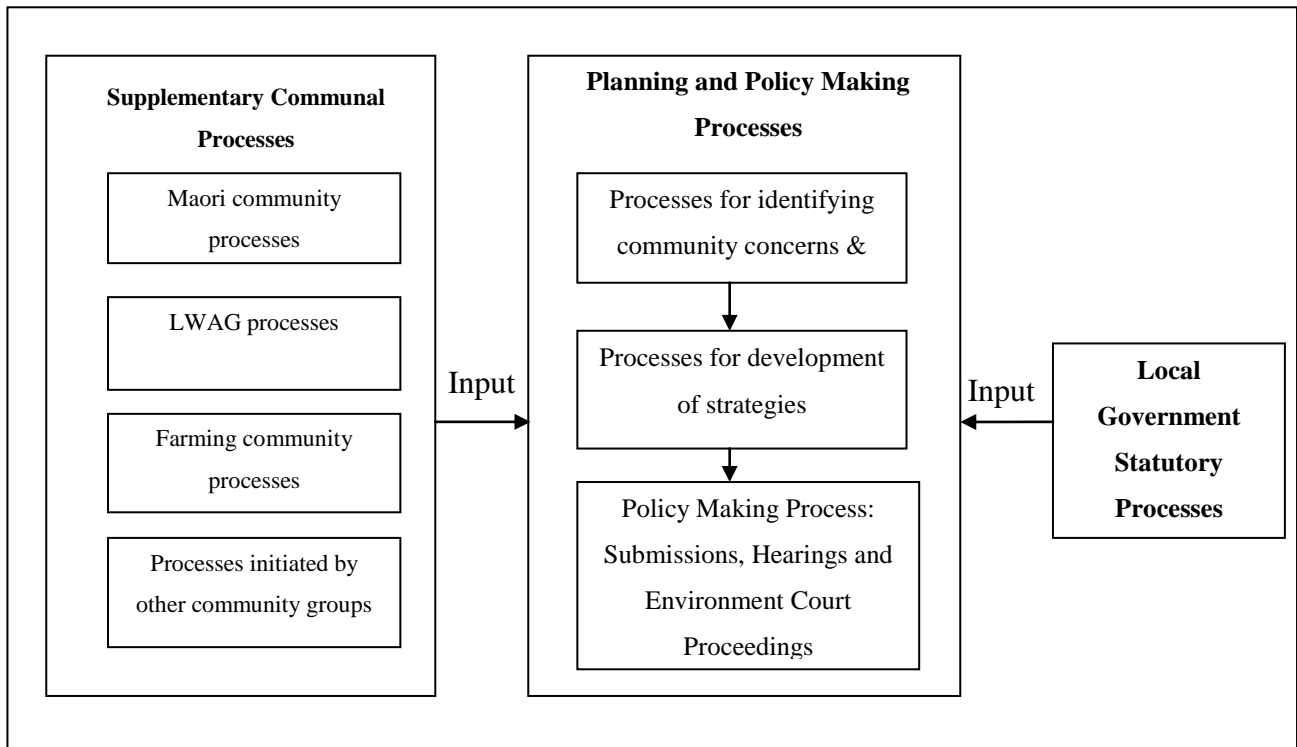 Supplementary Communal
Processes
Maori community
processes
LWAG processes
Farming community
processes
Processes initiated by
other community groups
Input
Planning and Policy Making
Processes
Processes for identifying
community concerns &
Processes for development
of strategies
Policy Making Process:
Submissions, Hearings and
Environment Court
Proceedings
Input
Local
Government
Statutory
Processes